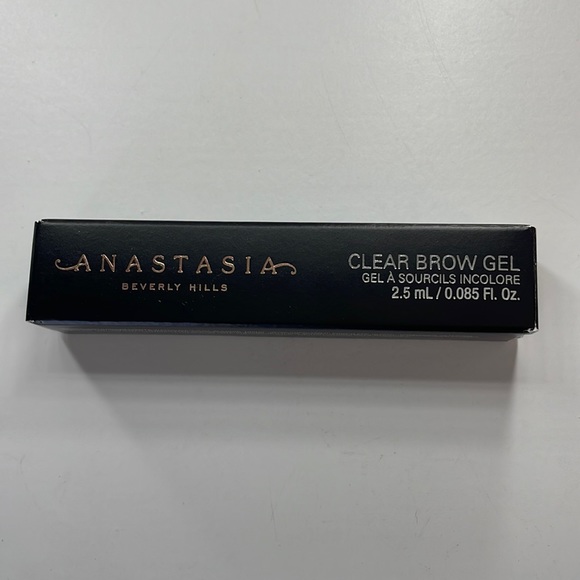 ANASTASIA
BEVERLY HILLS
CLEAR BROW GEL
GEL À SOURCILS INCOLORE
2.5 mL / 0.085 Fl. Oz.